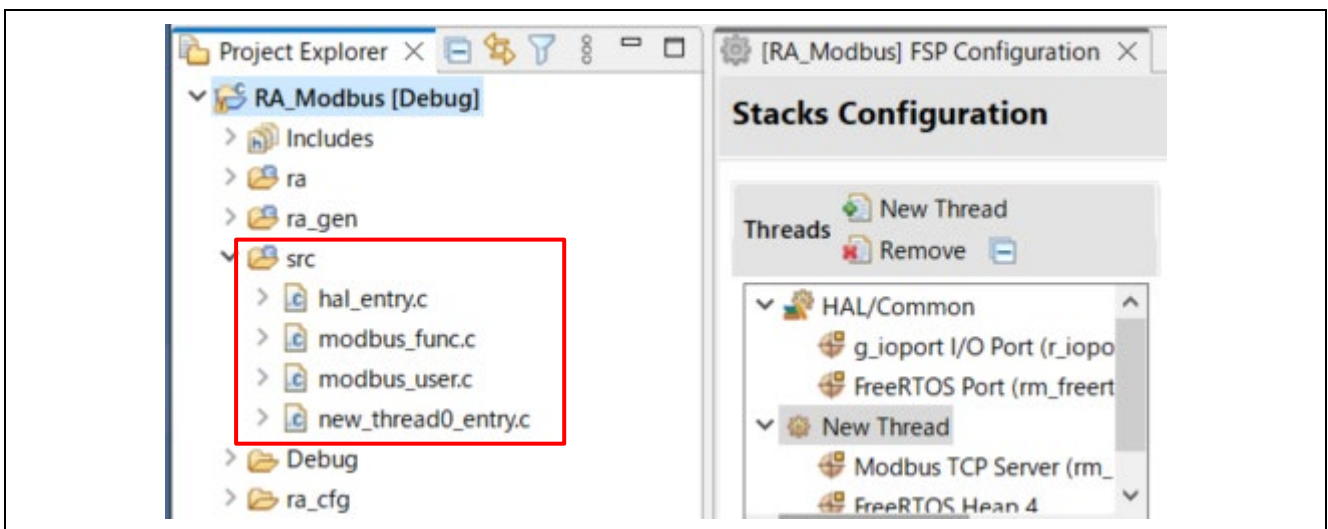 Project Explorer
RA_Modbus [Debug]
Includes
ra
ra_gen
src
hal_entry.c
modbus_func.c
modbus_user.c
new_thread0_entry.c
Debug
ra_cfg
[RA_Modbus] FSP Configuration
Stacks Configuration
Threads
New Thread
Remove
HAL/Common
g_ioport I/O Port (r_iopo
FreeRTOS Port (rm_freert
New Thread
Modbus TCP Server (rm_
FreeRTOS Heap 4